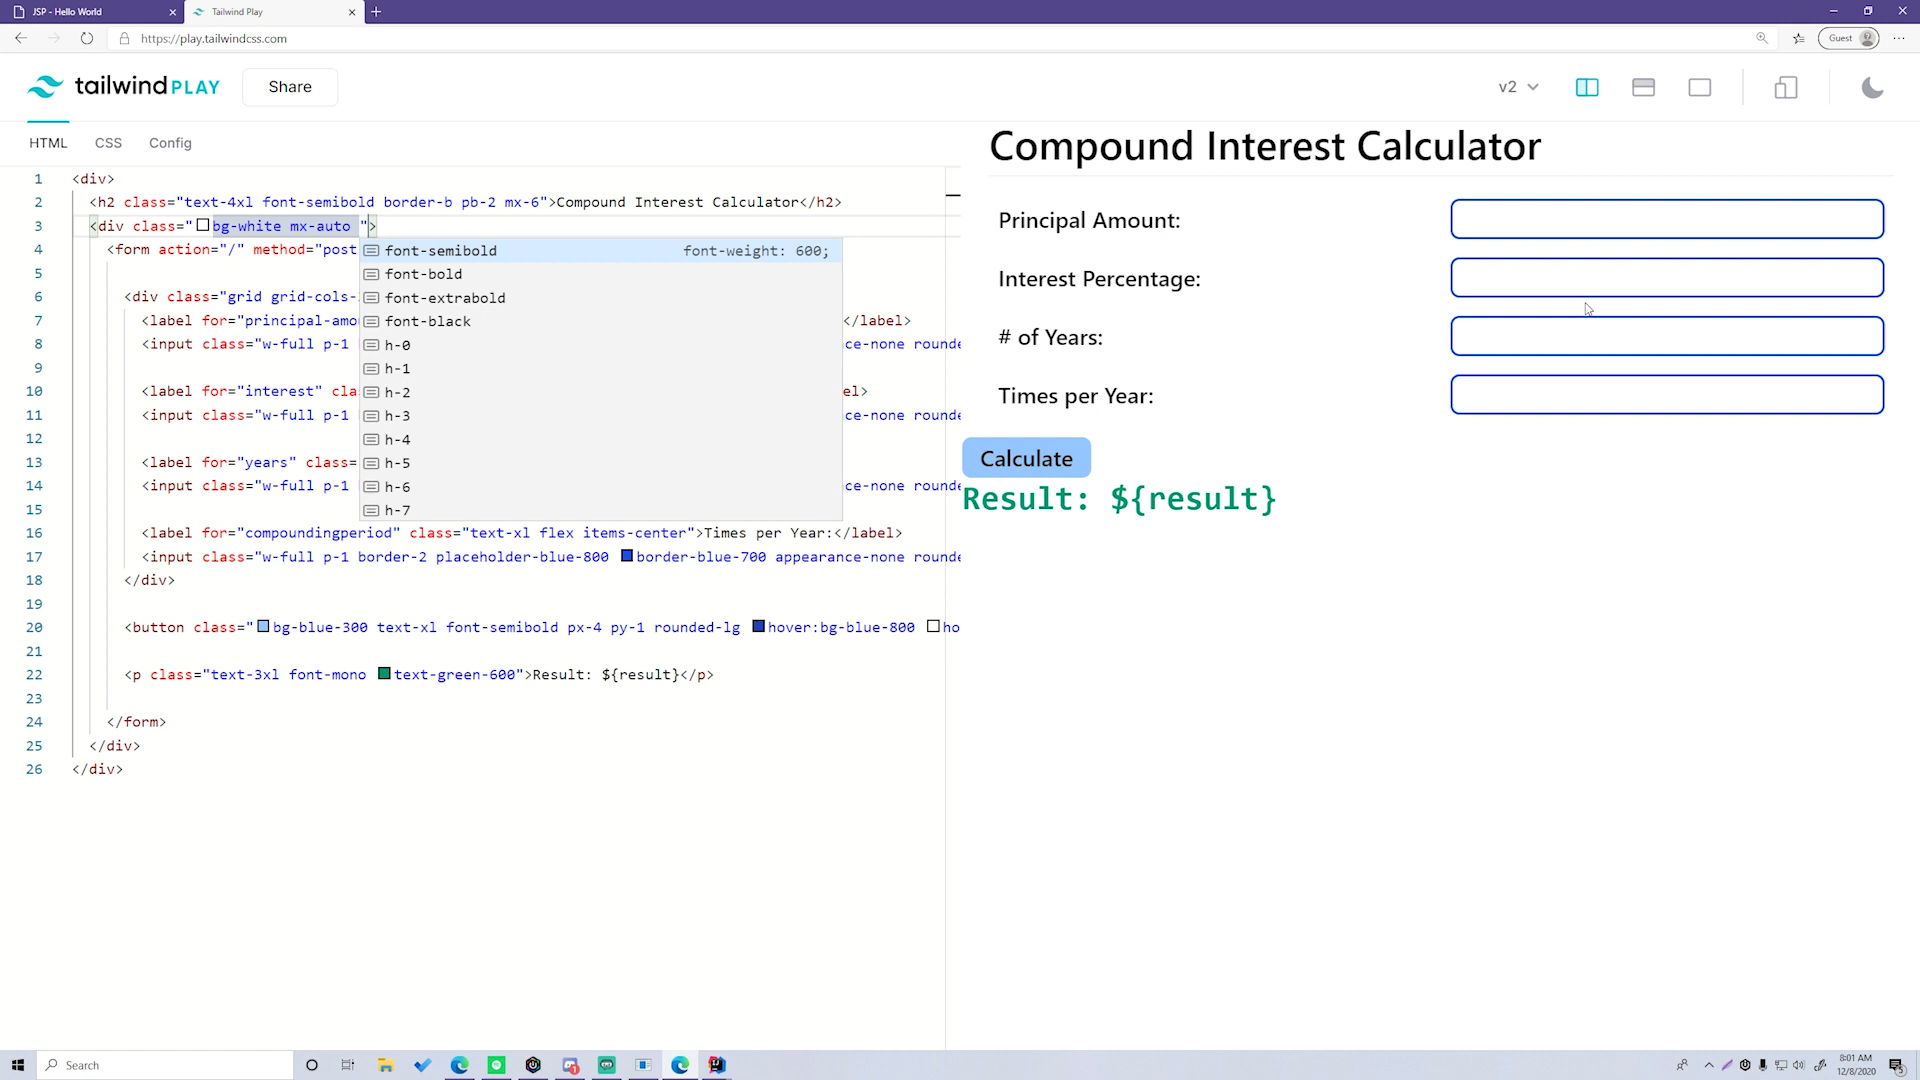 JSP - Hello World
Tailwind Play
https://play.tailwindcss.com
Guest
tailwind PLAY
Share
v2
HTML
CSS
Config
1 <div>
2 <h2 class="text-4xl font-semibold border-b pb-2 mx-6">Compound Interest Calculator</h2>
3 <div class="bg-white mx-auto ">
4 <form action="/" method="post
5
6 <div class="grid grid-cols-
7 <label for="principal-amo </label>
8 <input class="w-full p-1 ce-none rounde
9
10 <label for="interest" cla el>
11 <input class="w-full p-1 ce-none rounde
12
13 <label for="years" class=
14 <input class="w-full p-1 ce-none rounde
15
16 <label for="compoundingperiod" class="text-xl flex items-center">Times per Year:</label>
17 <input class="w-full p-1 border-2 placeholder-blue-800 border-blue-700 appearance-none rounde
18 </div>
19
20 <button class="bg-blue-300 text-xl font-semibold px-4 py-1 rounded-lg hover:bg-blue-800 ho
21
22 <p class="text-3xl font-mono text-green-600">Result: ${result}</p>
23
24 </form>
25 </div>
26 </div>
font-semibold font-weight: 600;
font-bold
font-extrabold
font-black
h-0
h-1
h-2
h-3
h-4
h-5
h-6
h-7
Compound Interest Calculator
Principal Amount:
Interest Percentage:
# of Years:
Times per Year:
Calculate
Result: ${result}
Search
8:01 AM
12/8/2020